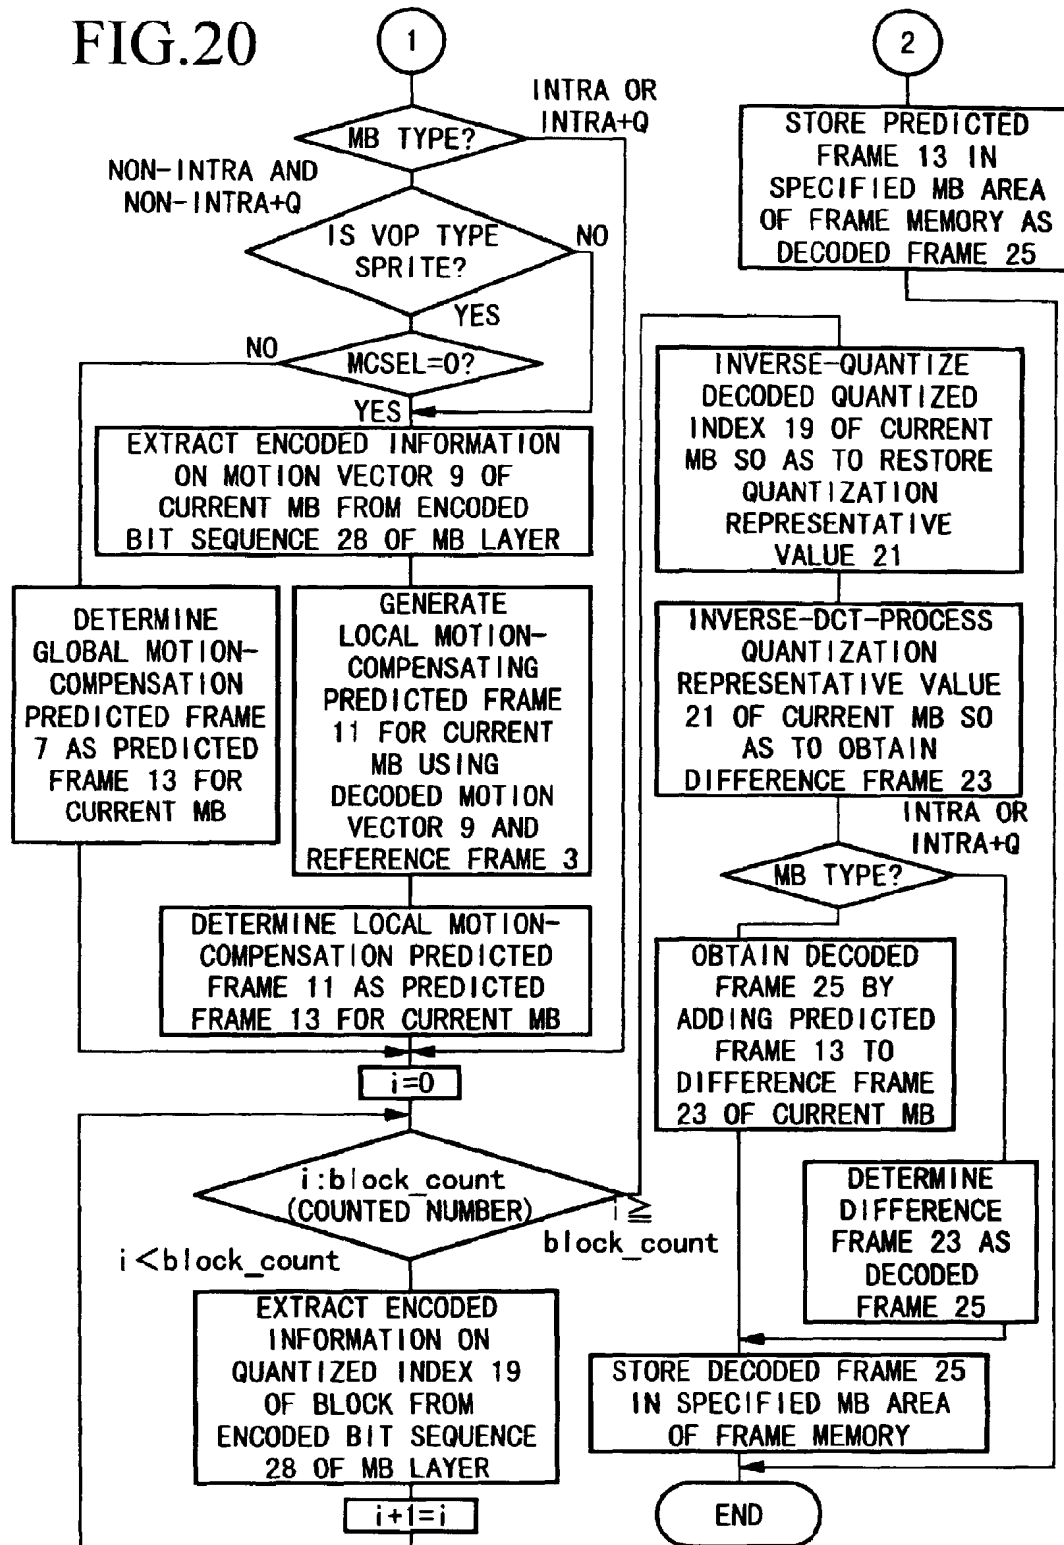 FIG.20
1
MB TYPE?
INTRA OR
INTRA+Q
NON-INTRA AND
NON-INTRA+Q
IS VOP TYPE
SPRITE?
NO
YES
MCSEL=0?
NO
YES
EXTRACT ENCODED INFORMATION
ON MOTION VECTOR 9 OF
CURRENT MB FROM ENCODED
BIT SEQUENCE 28 OF MB LAYER
DETERMINE
GLOBAL MOTION-
COMPENSATION
PREDICTED FRAME
7 AS PREDICTED
FRAME 13 FOR
CURRENT MB
GENERATE
LOCAL MOTION-
COMPENSATING
PREDICTED FRAME
11 FOR CURRENT
MB USING
DECODED MOTION
VECTOR 9 AND
REFERENCE FRAME 3
DETERMINE LOCAL MOTION-
COMPENSATION PREDICTED
FRAME 11 AS PREDICTED
FRAME 13 FOR CURRENT MB
i=0
i:block_count
(COUNTED NUMBER)
i ≧
block_count
i<block_count
EXTRACT ENCODED
INFORMATION ON
QUANTIZED INDEX 19
OF BLOCK FROM
ENCODED BIT SEQUENCE
28 OF MB LAYER
i+1=i
2
STORE PREDICTED
FRAME 13 IN
SPECIFIED MB AREA
OF FRAME MEMORY AS
DECODED FRAME 25
INVERSE-QUANTIZE
DECODED QUANTIZED
INDEX 19 OF CURRENT
MB SO AS TO RESTORE
QUANTIZATION
REPRESENTATIVE
VALUE 21
INVERSE-DCT-PROCESS
QUANTIZATION
REPRESENTATIVE VALUE
21 OF CURRENT MB SO
AS TO OBTAIN
DIFFERENCE FRAME 23
INTRA OR
INTRA+Q
MB TYPE?
OBTAIN DECODED
FRAME 25 BY
ADDING PREDICTED
FRAME 13 TO
DIFFERENCE FRAME
23 OF CURRENT MB
DETERMINE
DIFFERENCE
FRAME 23 AS
DECODED
FRAME 25
STORE DECODED FRAME 25
IN SPECIFIED MB AREA
OF FRAME MEMORY
END